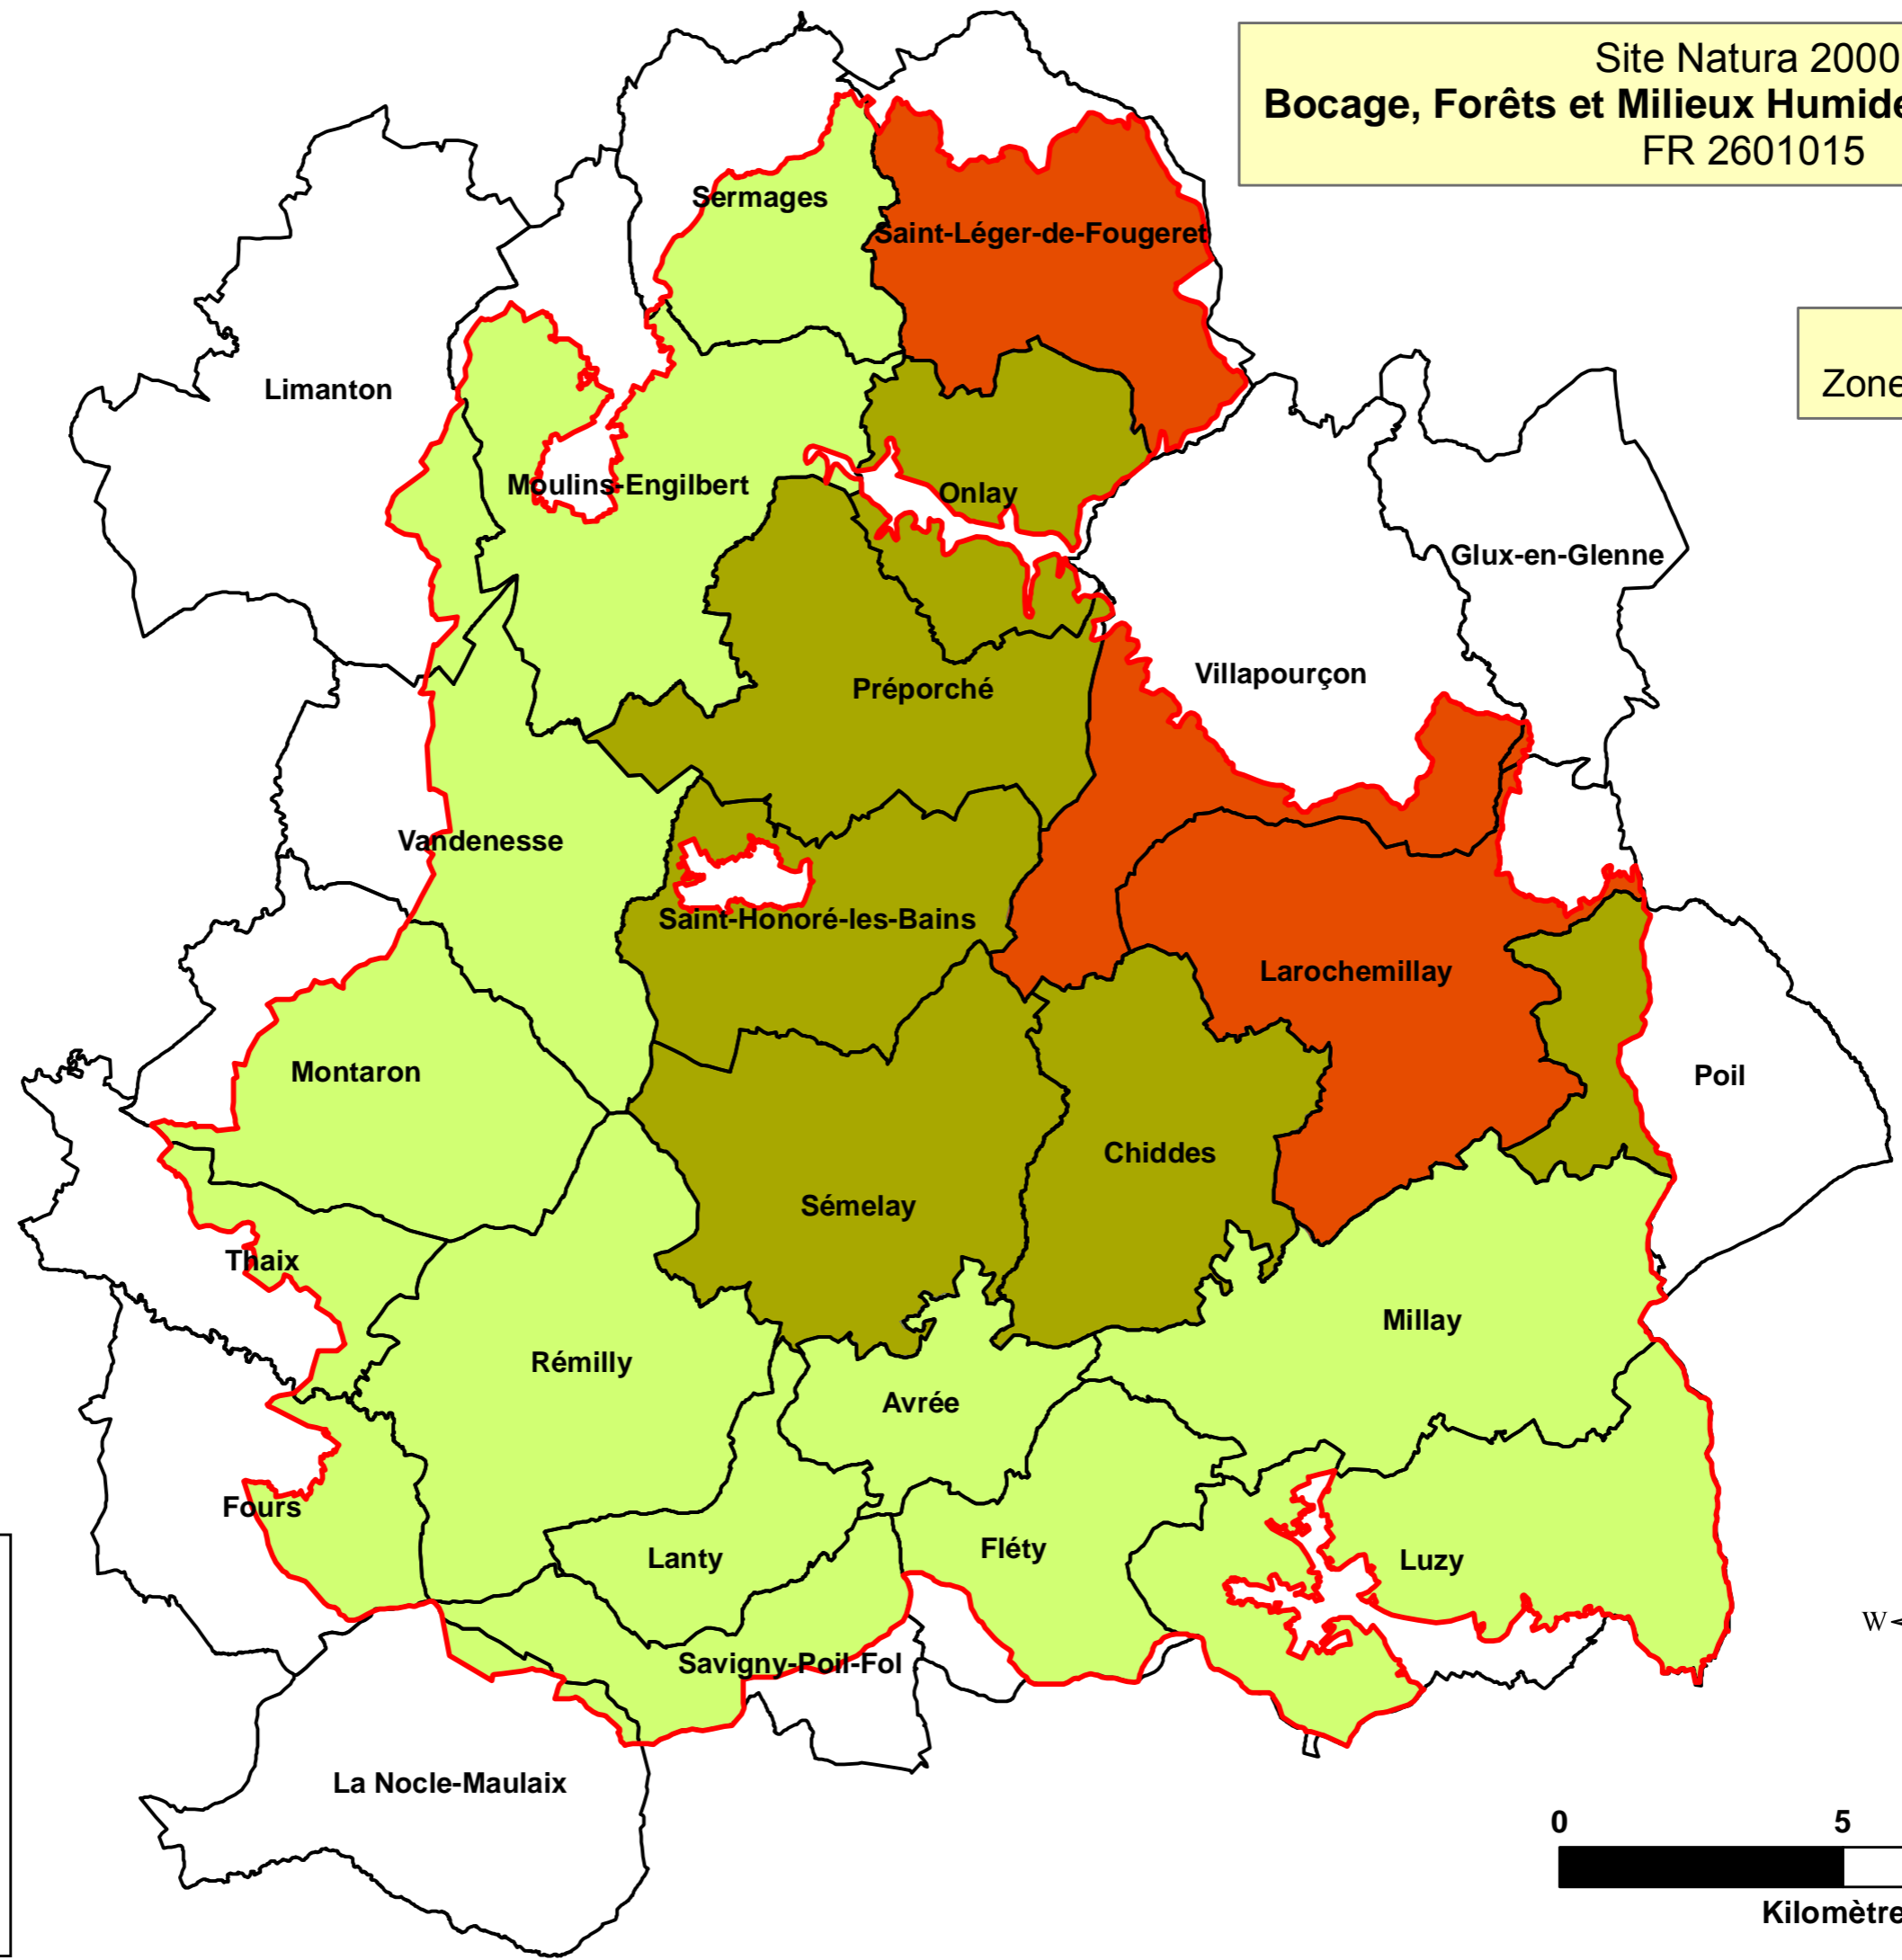 Site Natura 2000
Bocage, Forêts et Milieux Humide
FR 2601015
Zone
Sermages
Saint-Léger-de-Fougeret
Limanton
Moulins-Engilbert
Onlay
Glux-en-Glenne
Villapourçon
Préporché
Vandenesse
Saint-Honoré-les-Bains
Larochemillay
Montaron
Poil
Chiddes
Sémelay
Thaix
Millay
Rémilly
Avrée
Fours
Fléty
Lanty
Luzy
W
Savigny-Poil-Fol
La Nocle-Maulaix
0 5
Kilomètre